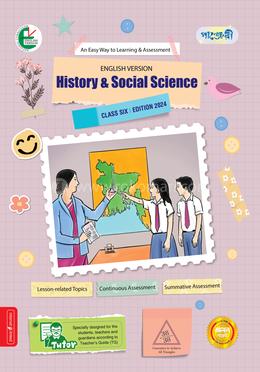 পাঞ্জেরী
An Easy Way to Learning & Assessment
ENGLISH VERSION
History & Social Science
CLASS SIX | EDITION 2024
Lesson-related Topics
Continuous Assessment
Summative Assessment
TUTOR
Specially designed for the
students, teachers and
guardians according to
Teacher's Guide (TG)